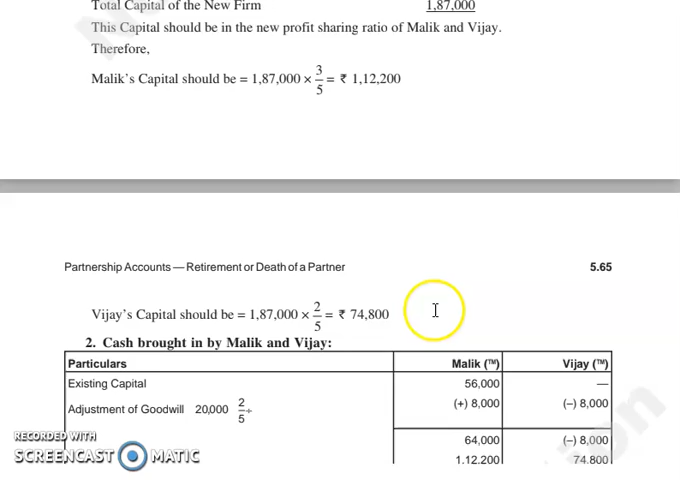 Total Capital of the New Firm 1,87,000
This Capital should be in the new profit sharing ratio of Malik and Vijay.
Therefore,
Malik's Capital should be = 1,87,000 × 3/5 = ₹ 1,12,200
Partnership Accounts — Retirement or Death of a Partner 5.65
Vijay's Capital should be = 1,87,000 × 2/5 = ₹ 74,800
2. Cash brought in by Malik and Vijay:
Particulars Malik (™) Vijay (™)
Existing Capital 56,000 —
Adjustment of Goodwill 20,000 2/5 ÷ (+) 8,000 (–) 8,000
64,000 (–) 8,000
1,12,200 74,800
RECORDED WITH
SCREENCAST MATIC